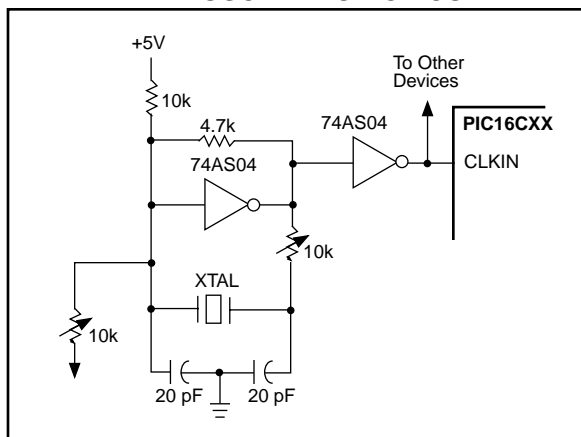 +5V
10k
4.7k
74AS04
74AS04
To Other
Devices
PIC16CXX
CLKIN
10k
XTAL
10k
20 pF
20 pF